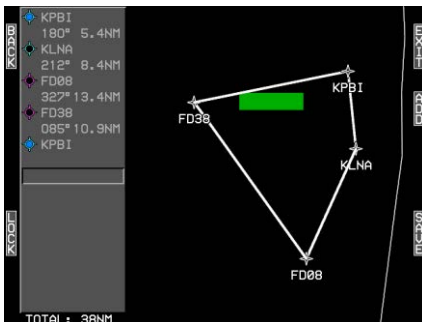 KPBI
180° 5.4NM
KLNA
212° 8.4NM
FD08
327°13.4NM
FD38
085°10.9NM
KPBI
TOTAL: 38NM
BACK
LOCK
EXIT
ADD
SAVE
KPBI
FD38
KLNA
FD08